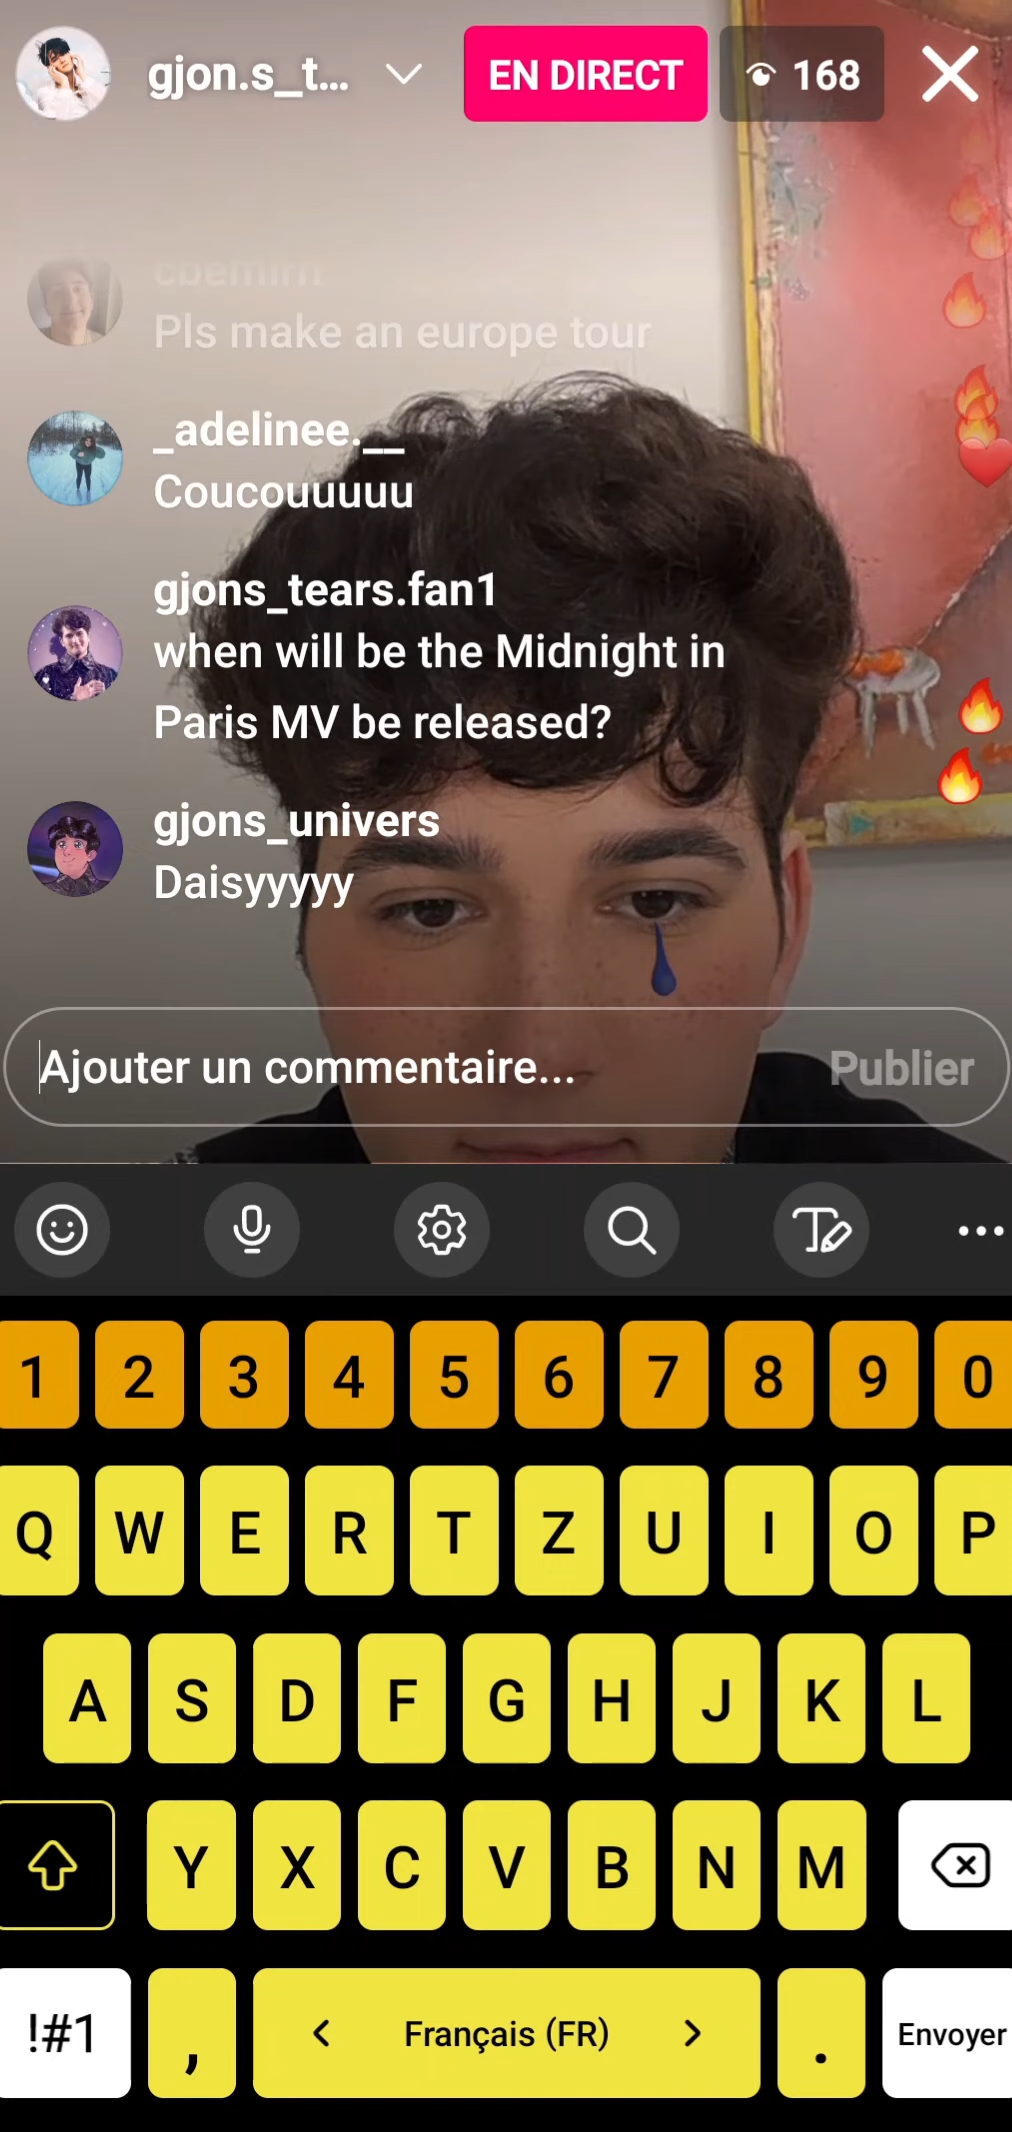 gjon.s_t...
EN DIRECT
168
cbemirh
Pls make an europe tour
_adelinee.__
Coucouuuuu
gjons_tears.fan1
when will be the Midnight in
Paris MV be released?
gjons_univers
Daisyyyyy
Ajouter un commentaire...
Publier
1 2 3 4 5 6 7 8 9 0
Q W E R T Z U I O P
A S D F G H J K L
Y X C V B N M
!#1 , < Français (FR) > . Envoyer